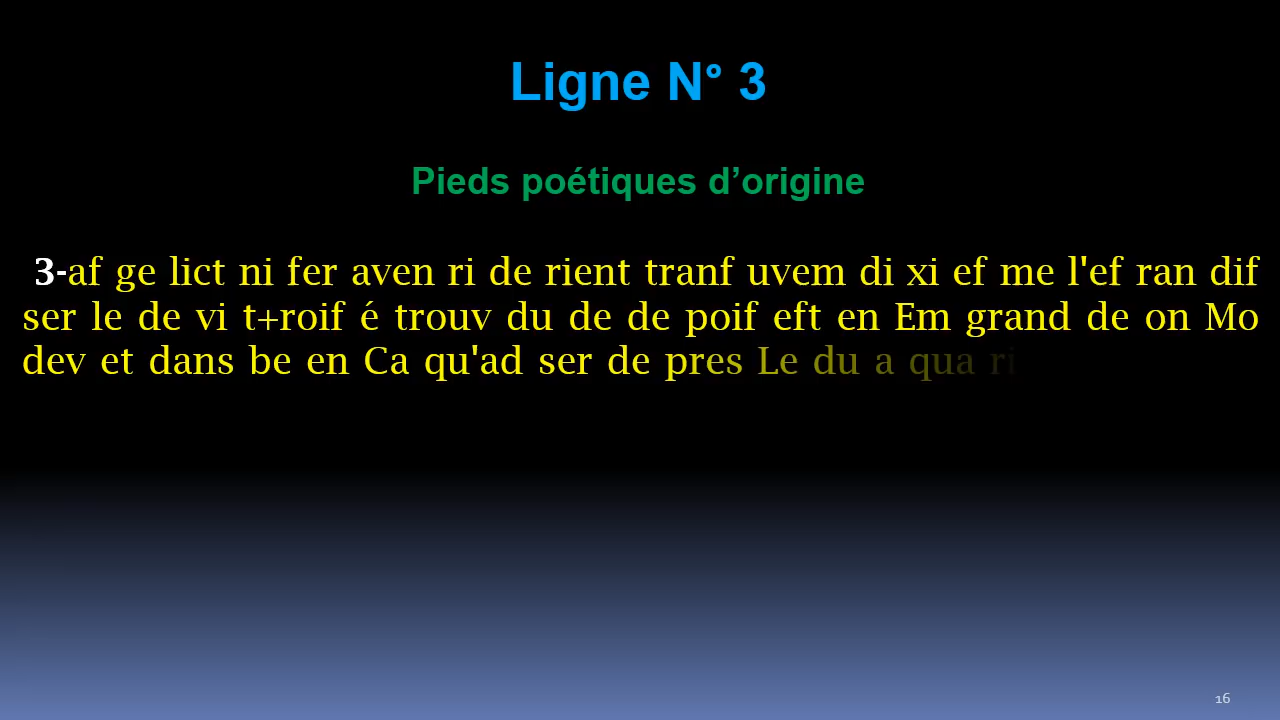 Ligne N° 3
Pieds poétiques d’origine
3-af ge lict ni fer aven ri de rient tranf uvem di xi ef me l'ef ran dif
ser le de vi t+roif é trouv du de de poif eft en Em grand de on Mo
dev et dans be en Ca qu'ad ser de pres Le du a qua ri
16